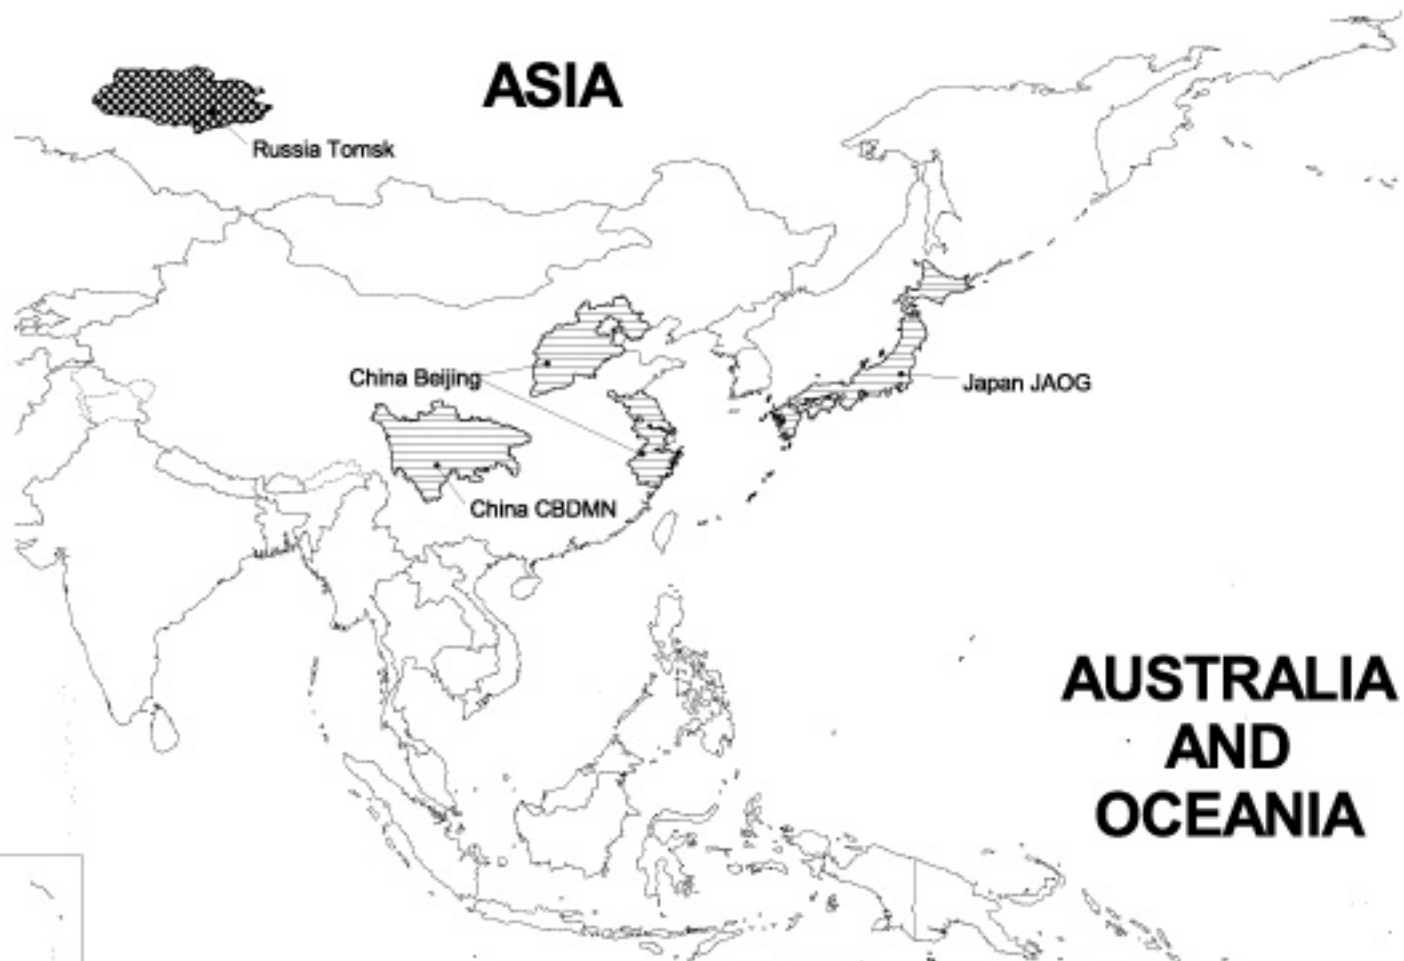 ASIA
Russia Tomsk
China Beijing
Japan JAOG
China CBDMN
AUSTRALIA
AND
OCEANIA